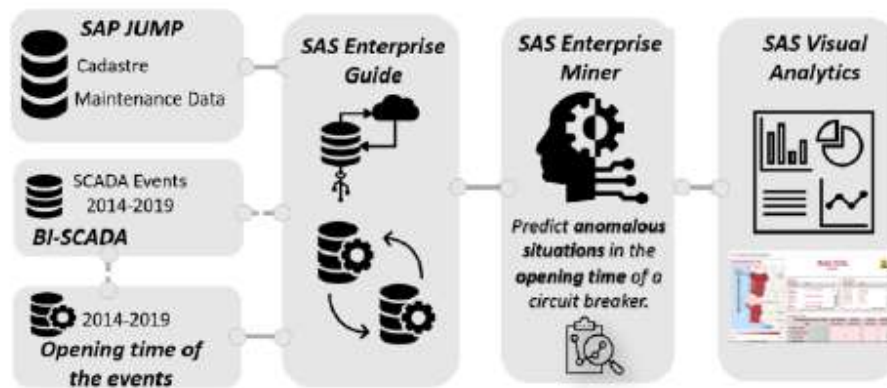 SAP JUMP
Cadastre
Maintenance Data
SCADA Events
2014-2019
BI-SCADA
2014-2019
Opening time of
the events
SAS Enterprise
Guide
SAS Enterprise
Miner
Predict anomalous
situations in the
opening time of a
circuit breaker.
SAS Visual
Analytics